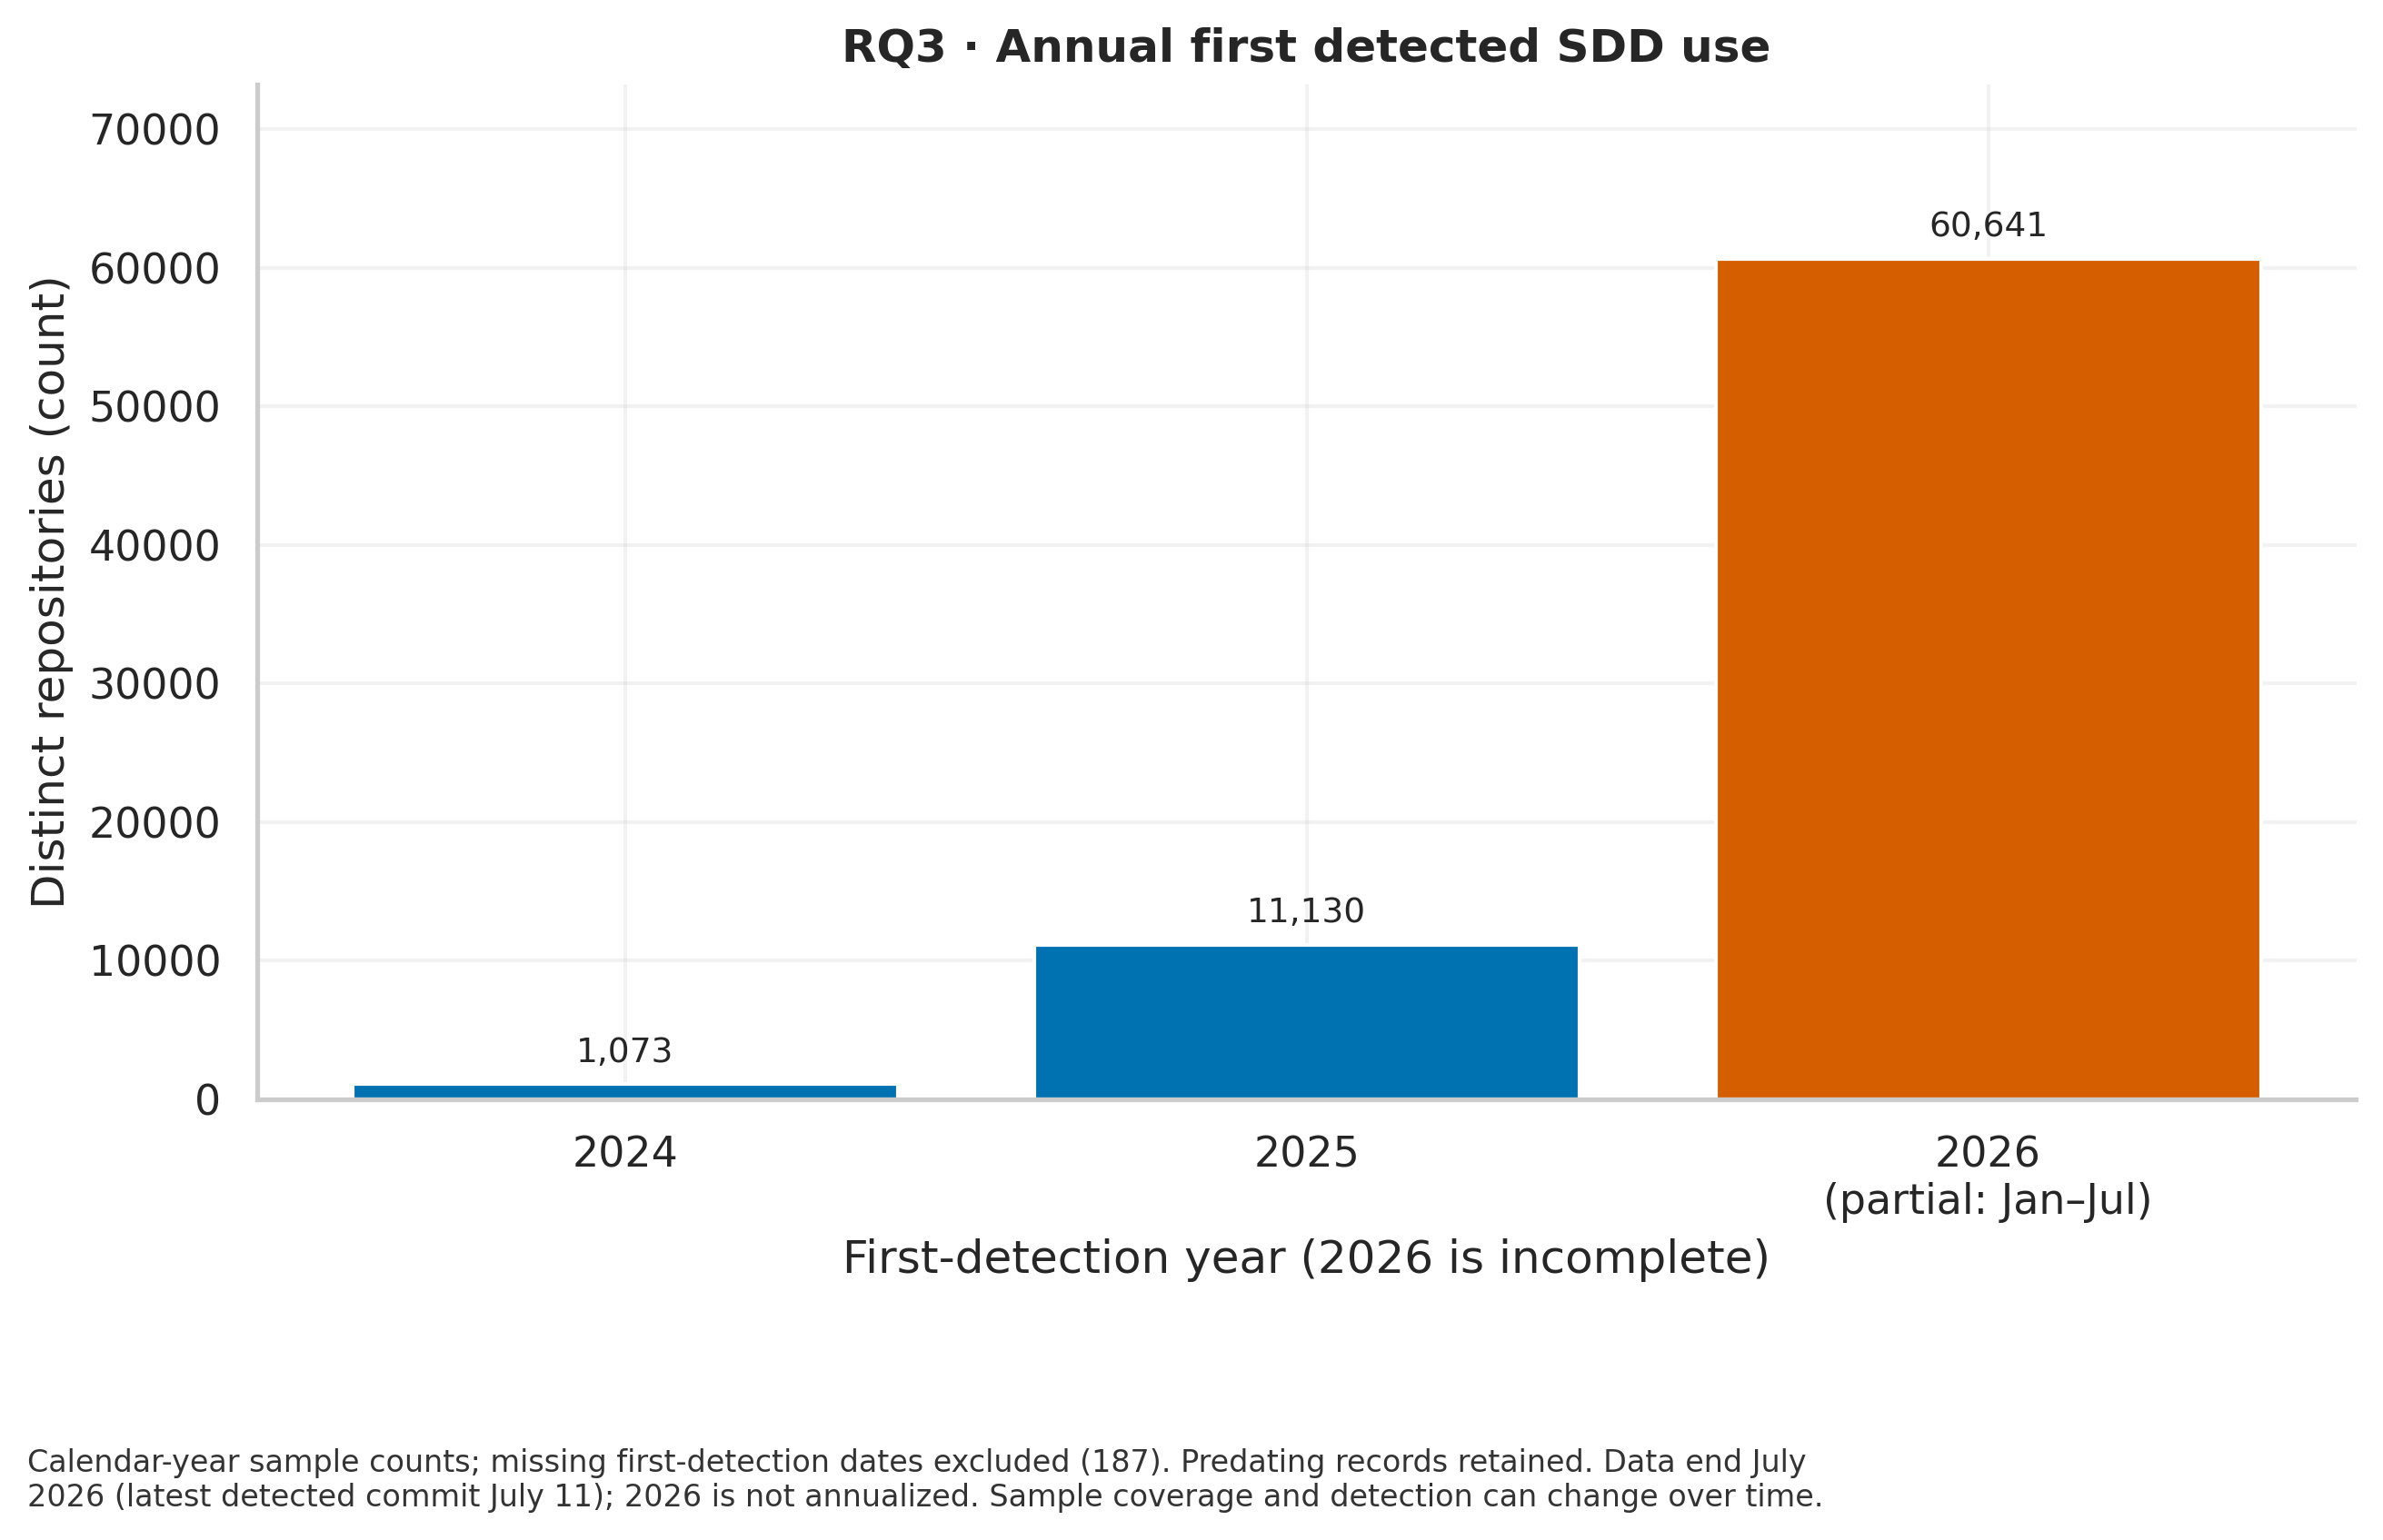 RQ3 · Annual first detected SDD use
Distinct repositories (count)
70000
60000
50000
40000
30000
20000
10000
0
1,073
11,130
60,641
2024
2025
2026
(partial: Jan–Jul)
First-detection year (2026 is incomplete)
Calendar-year sample counts; missing first-detection dates excluded (187). Predating records retained. Data end July
2026 (latest detected commit July 11); 2026 is not annualized. Sample coverage and detection can change over time.